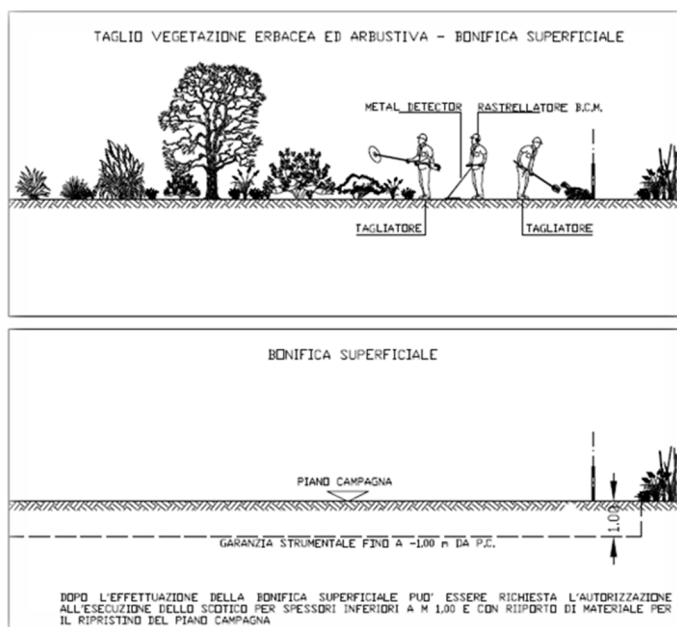 TAGLIO VEGETAZIONE ERBACEA ED ARBUSTIVA - BONIFICA SUPERFICIALE
METAL DETECTOR
RASTRELLATORE B.C.M.
TAGLIATORE
TAGLIATORE
BONIFICA SUPERFICIALE
PIANO CAMPAGNA
1.00
GARANZIA STRUMENTALE FINO A -1,00 m DA P.C.
DOPO L'EFFETTUAZIONE DELLA BONIFICA SUPERFICIALE PUO' ESSERE RICHIESTA L'AUTORIZZAZIONE
ALL'ESECUZIONE DELLO SCOTICO PER SPESSORI INFERIORI A M 1,00 E CON RIIPORTO DI MATERIALE PER
IL RIPRISTINO DEL PIANO CAMPAGNA